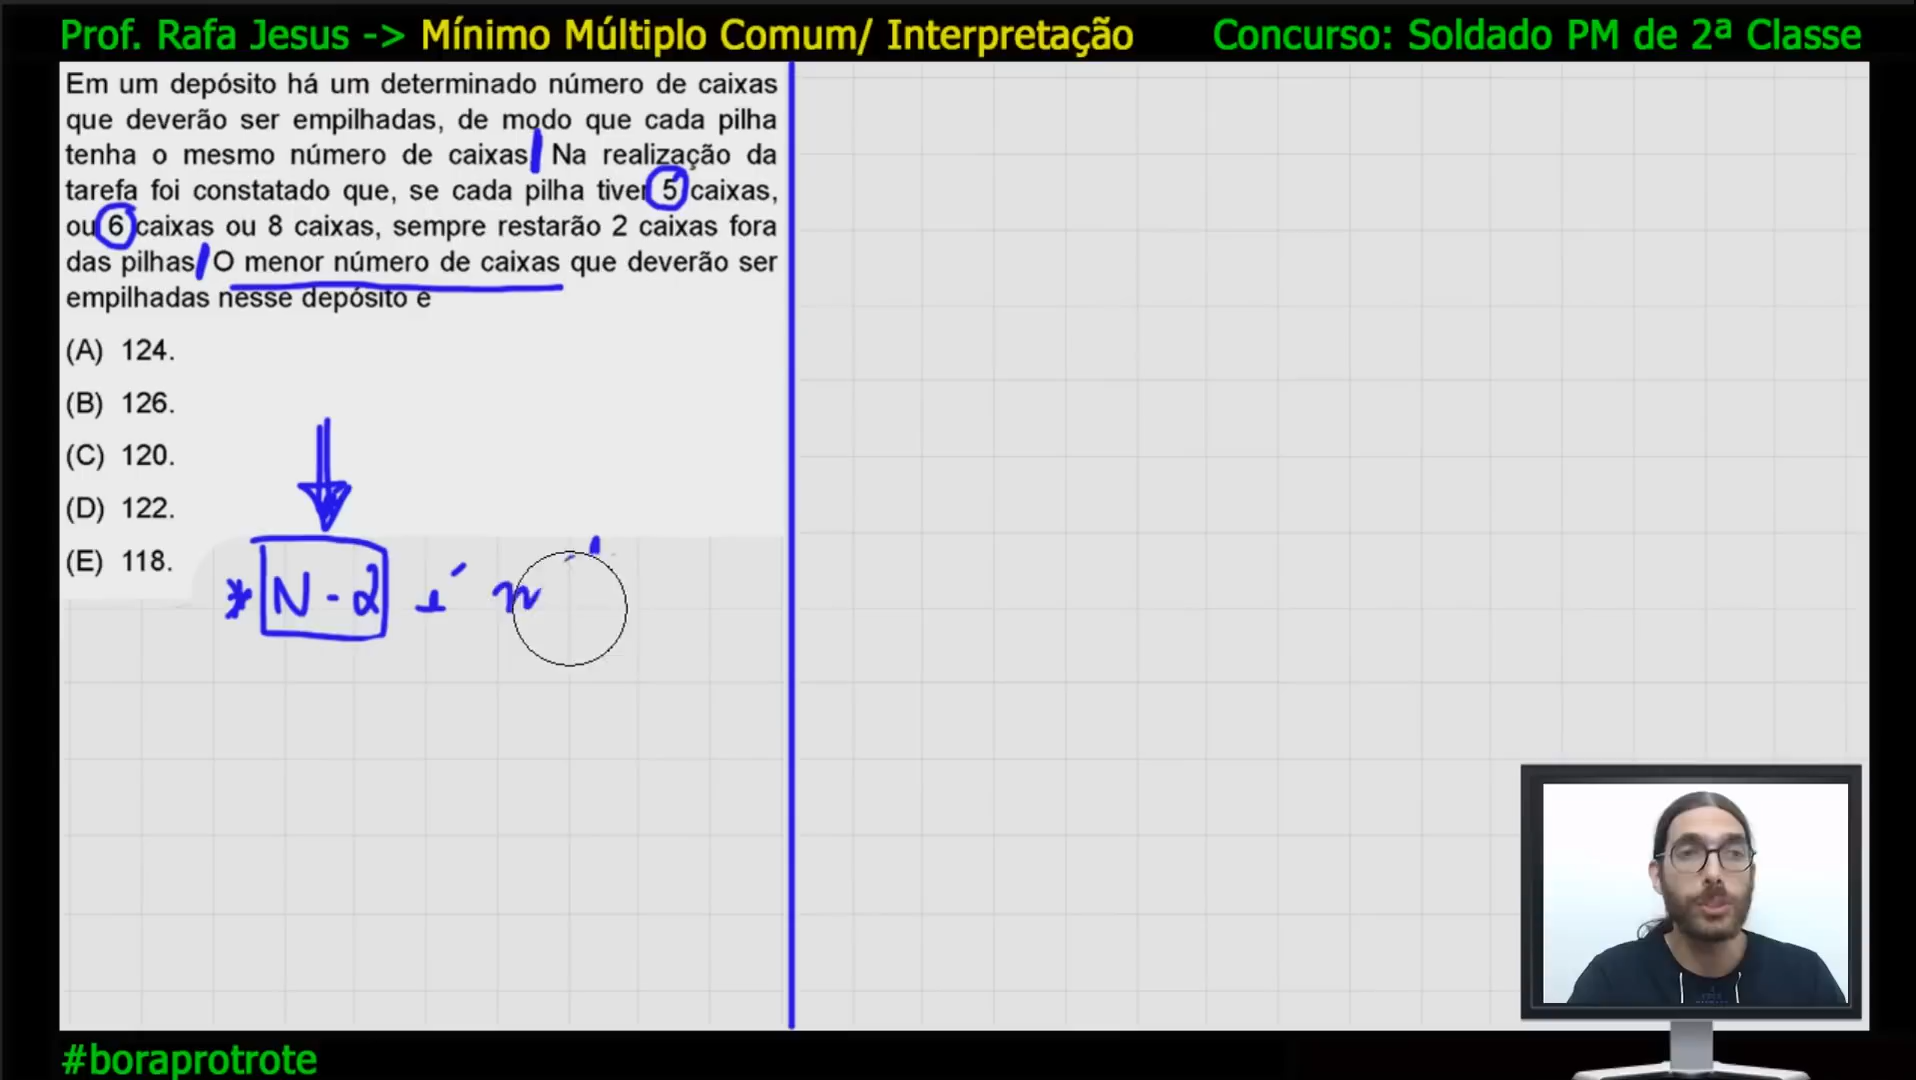 Prof. Rafa Jesus -> Mínimo Múltiplo Comum/ Interpretação Concurso: Soldado PM de 2ª Classe
Em um depósito há um determinado número de caixas
que deverão ser empilhadas, de modo que cada pilha
tenha o mesmo número de caixas Na realização da
tarefa foi constatado que, se cada pilha tiver 5 caixas,
ou 6 caixas ou 8 caixas, sempre restarão 2 caixas fora
das pilhas O menor número de caixas que deverão ser
empilhadas nesse depósito é
(A) 124.
(B) 126.
(C) 120.
(D) 122.
(E) 118.
* N - 2
#boraprotrote